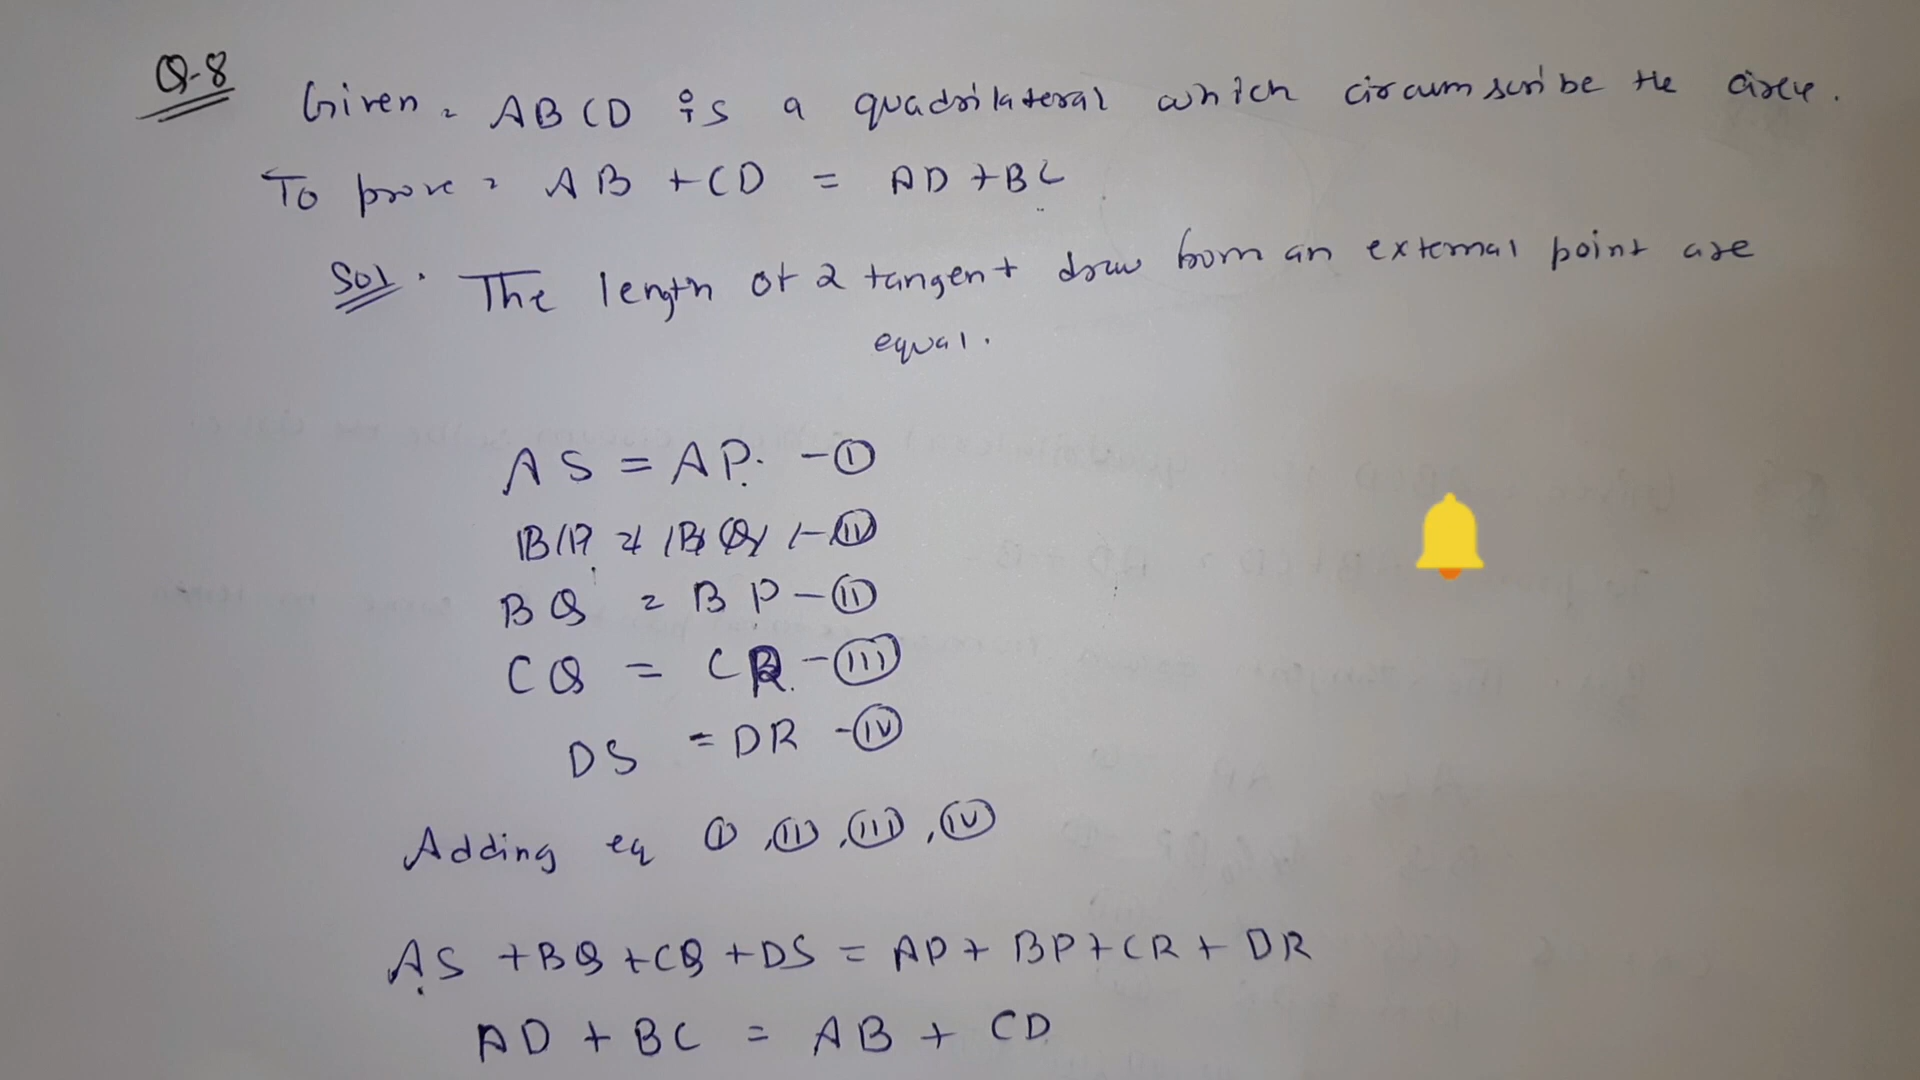 Q-8
Given = ABCD is a quadrilateral which circumscribe the circle.
To prove = AB + CD = AD + BC
Sol. The length of 2 tangent draw from an external point are
equal.
AS = AP. - (i)
BQ = BP - (ii)
CQ = CR. - (iii)
DS = DR - (iv)
Adding eq (i), (ii), (iii), (iv)
AS + BQ + CQ + DS = AP + BP + CR + DR
AD + BC = AB + CD